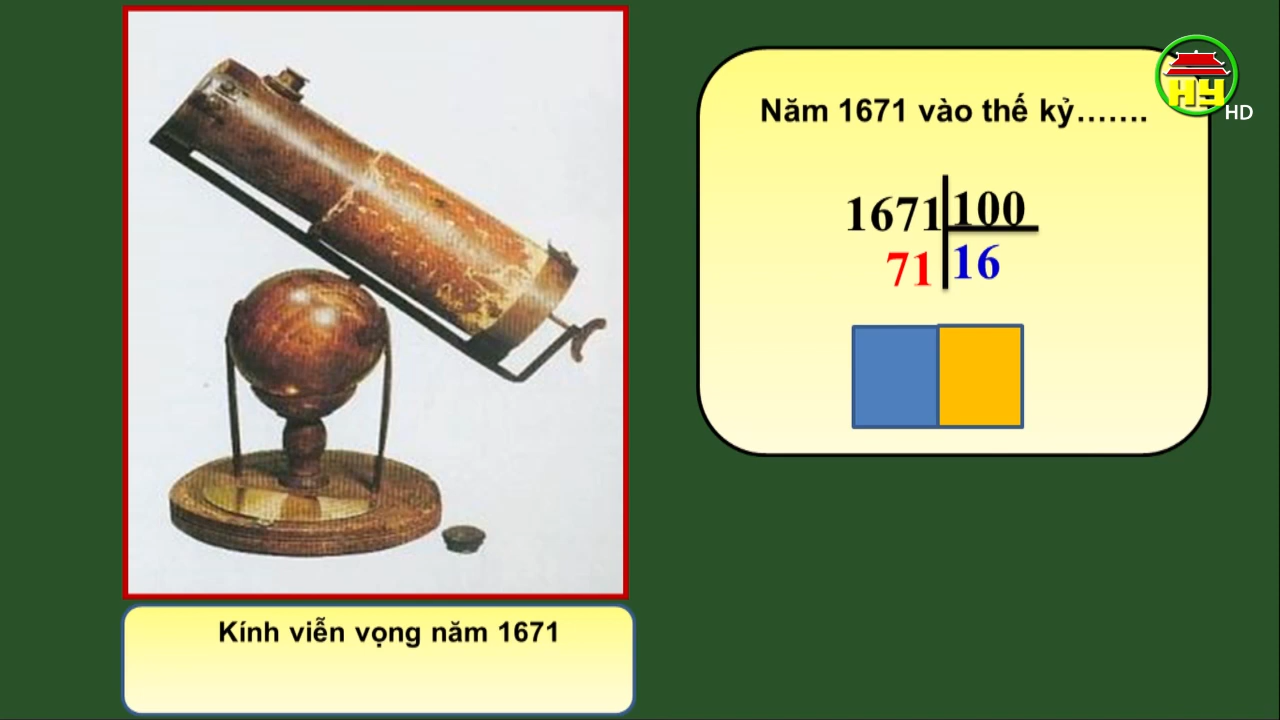 Năm 1671 vào thế kỷ…….
HY
HD
1671 100
71 16
Kính viễn vọng năm 1671